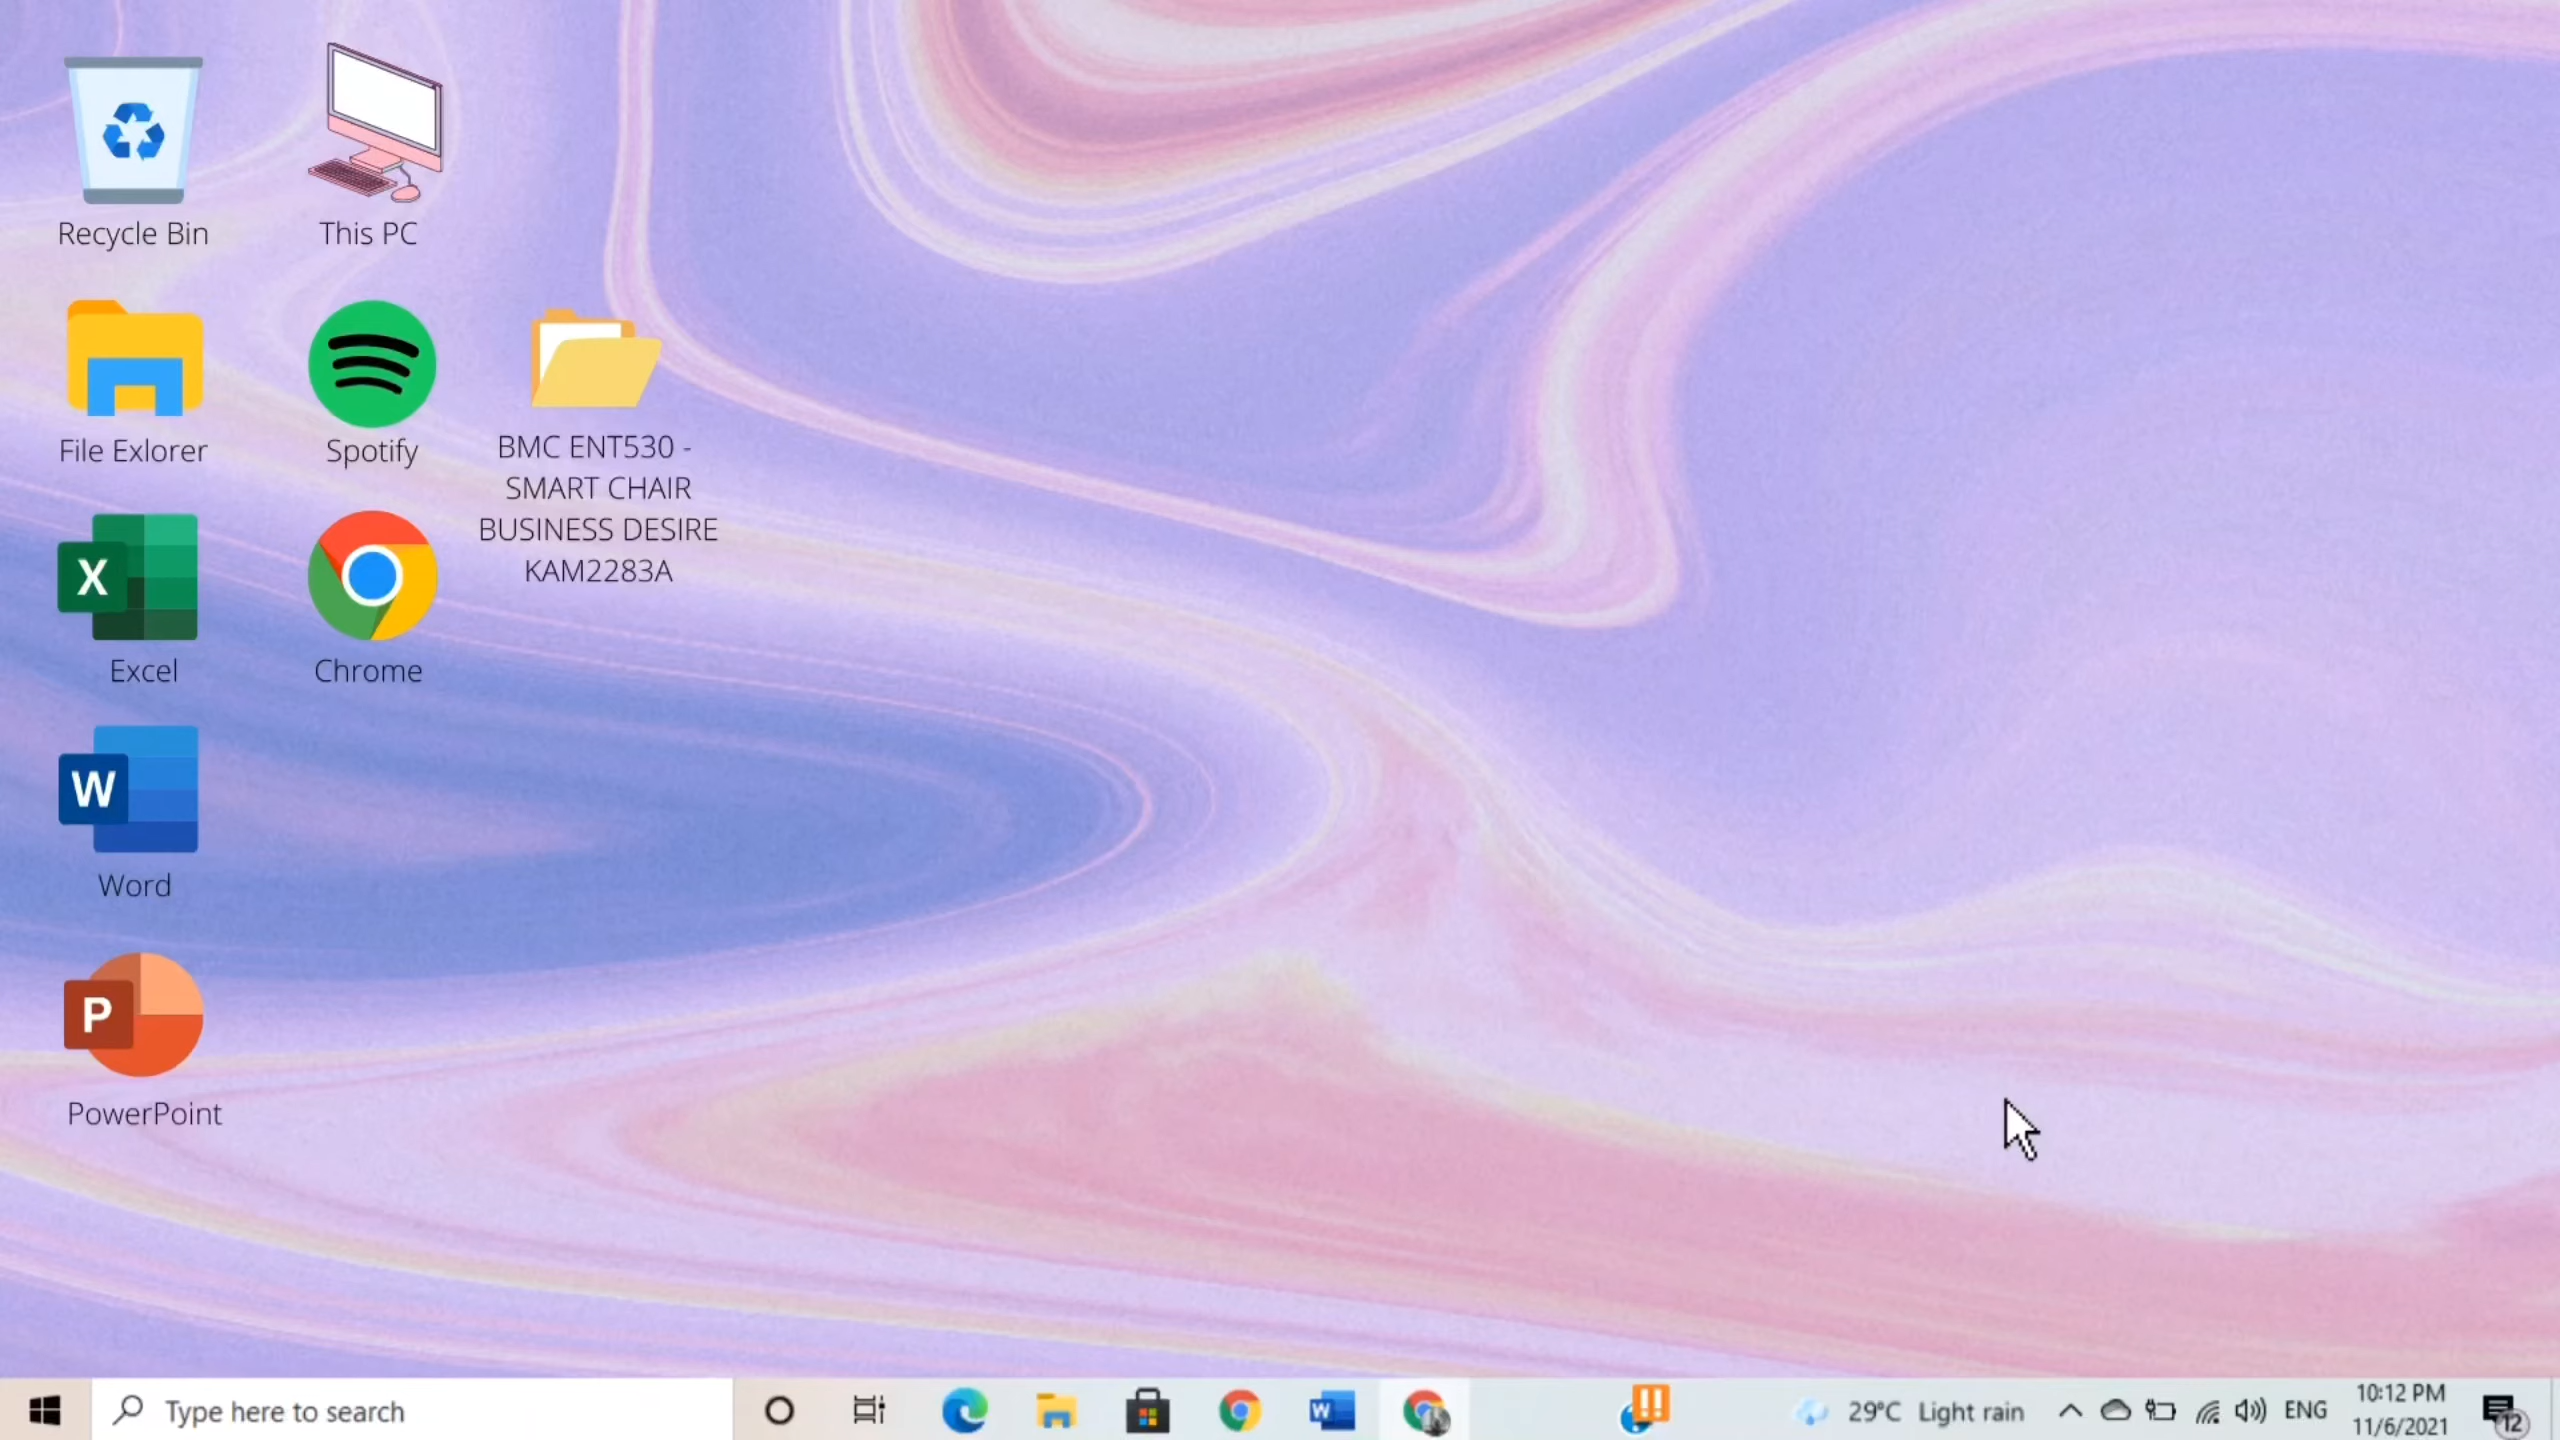 Recycle Bin
This PC
File Exlorer
Spotify
BMC ENT530 -
SMART CHAIR
BUSINESS DESIRE
KAM2283A
X
Excel
Chrome
W
Word
P
PowerPoint
Type here to search
W
!!
29°C Light rain
ENG
10:12 PM
11/6/2021
12